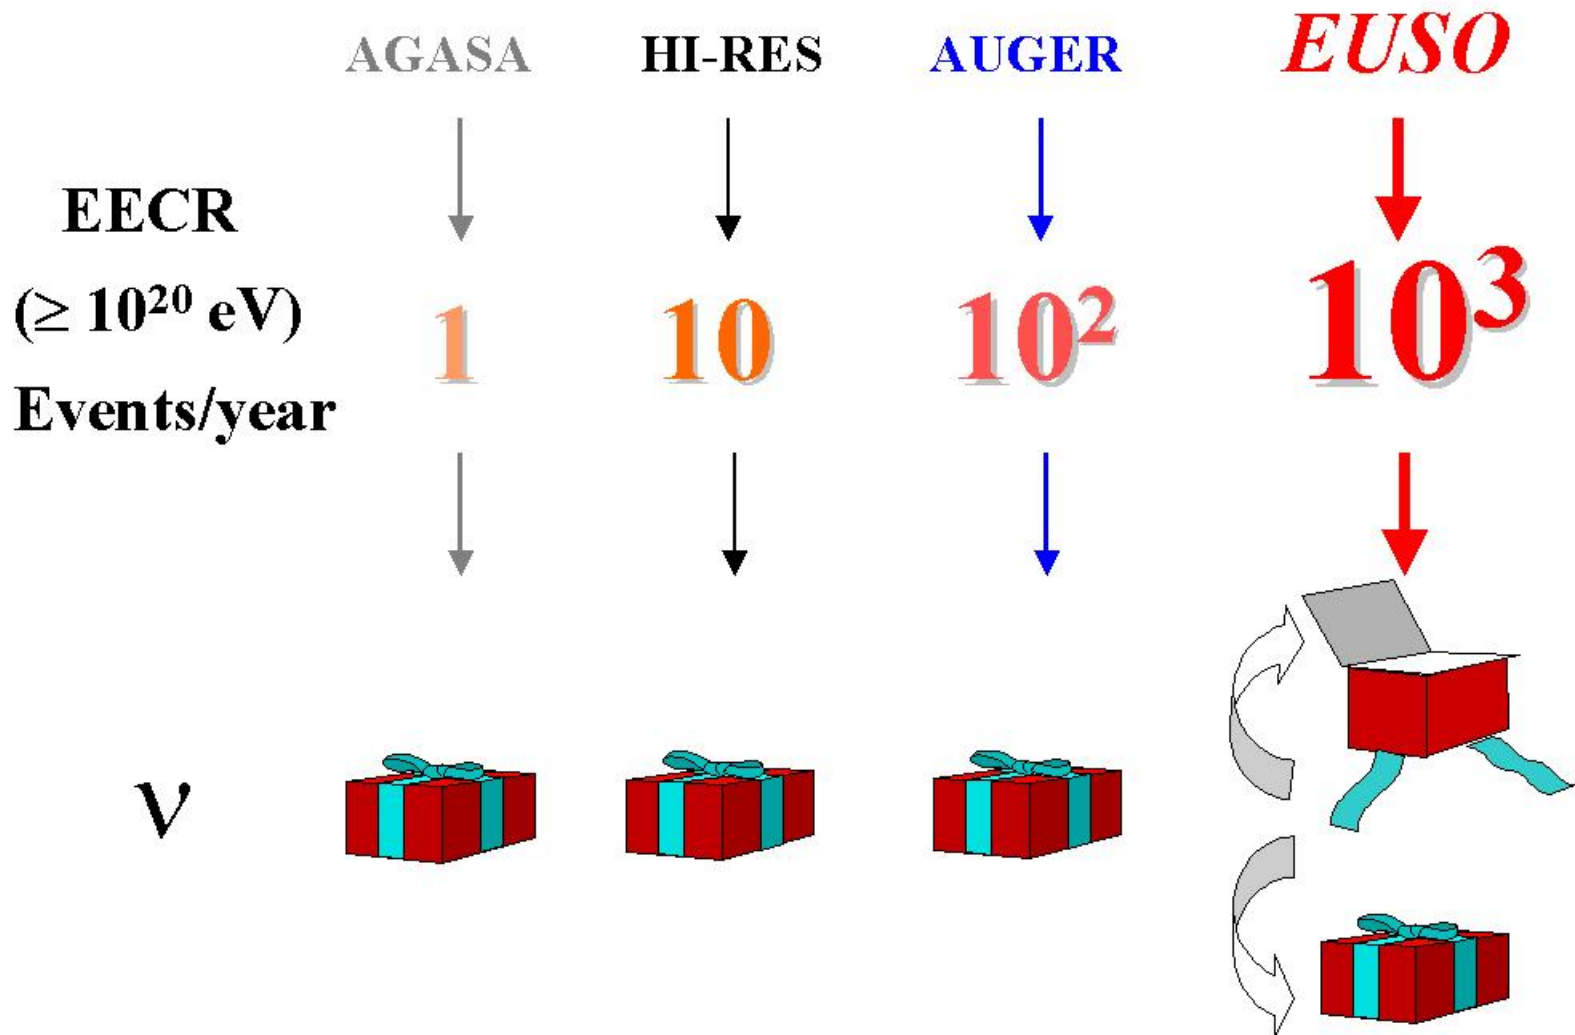 AGASA HI-RES AUGER EUSO
EECR
(≥ 10²⁰ eV) 1 10 10² 10³
Events/year
ν